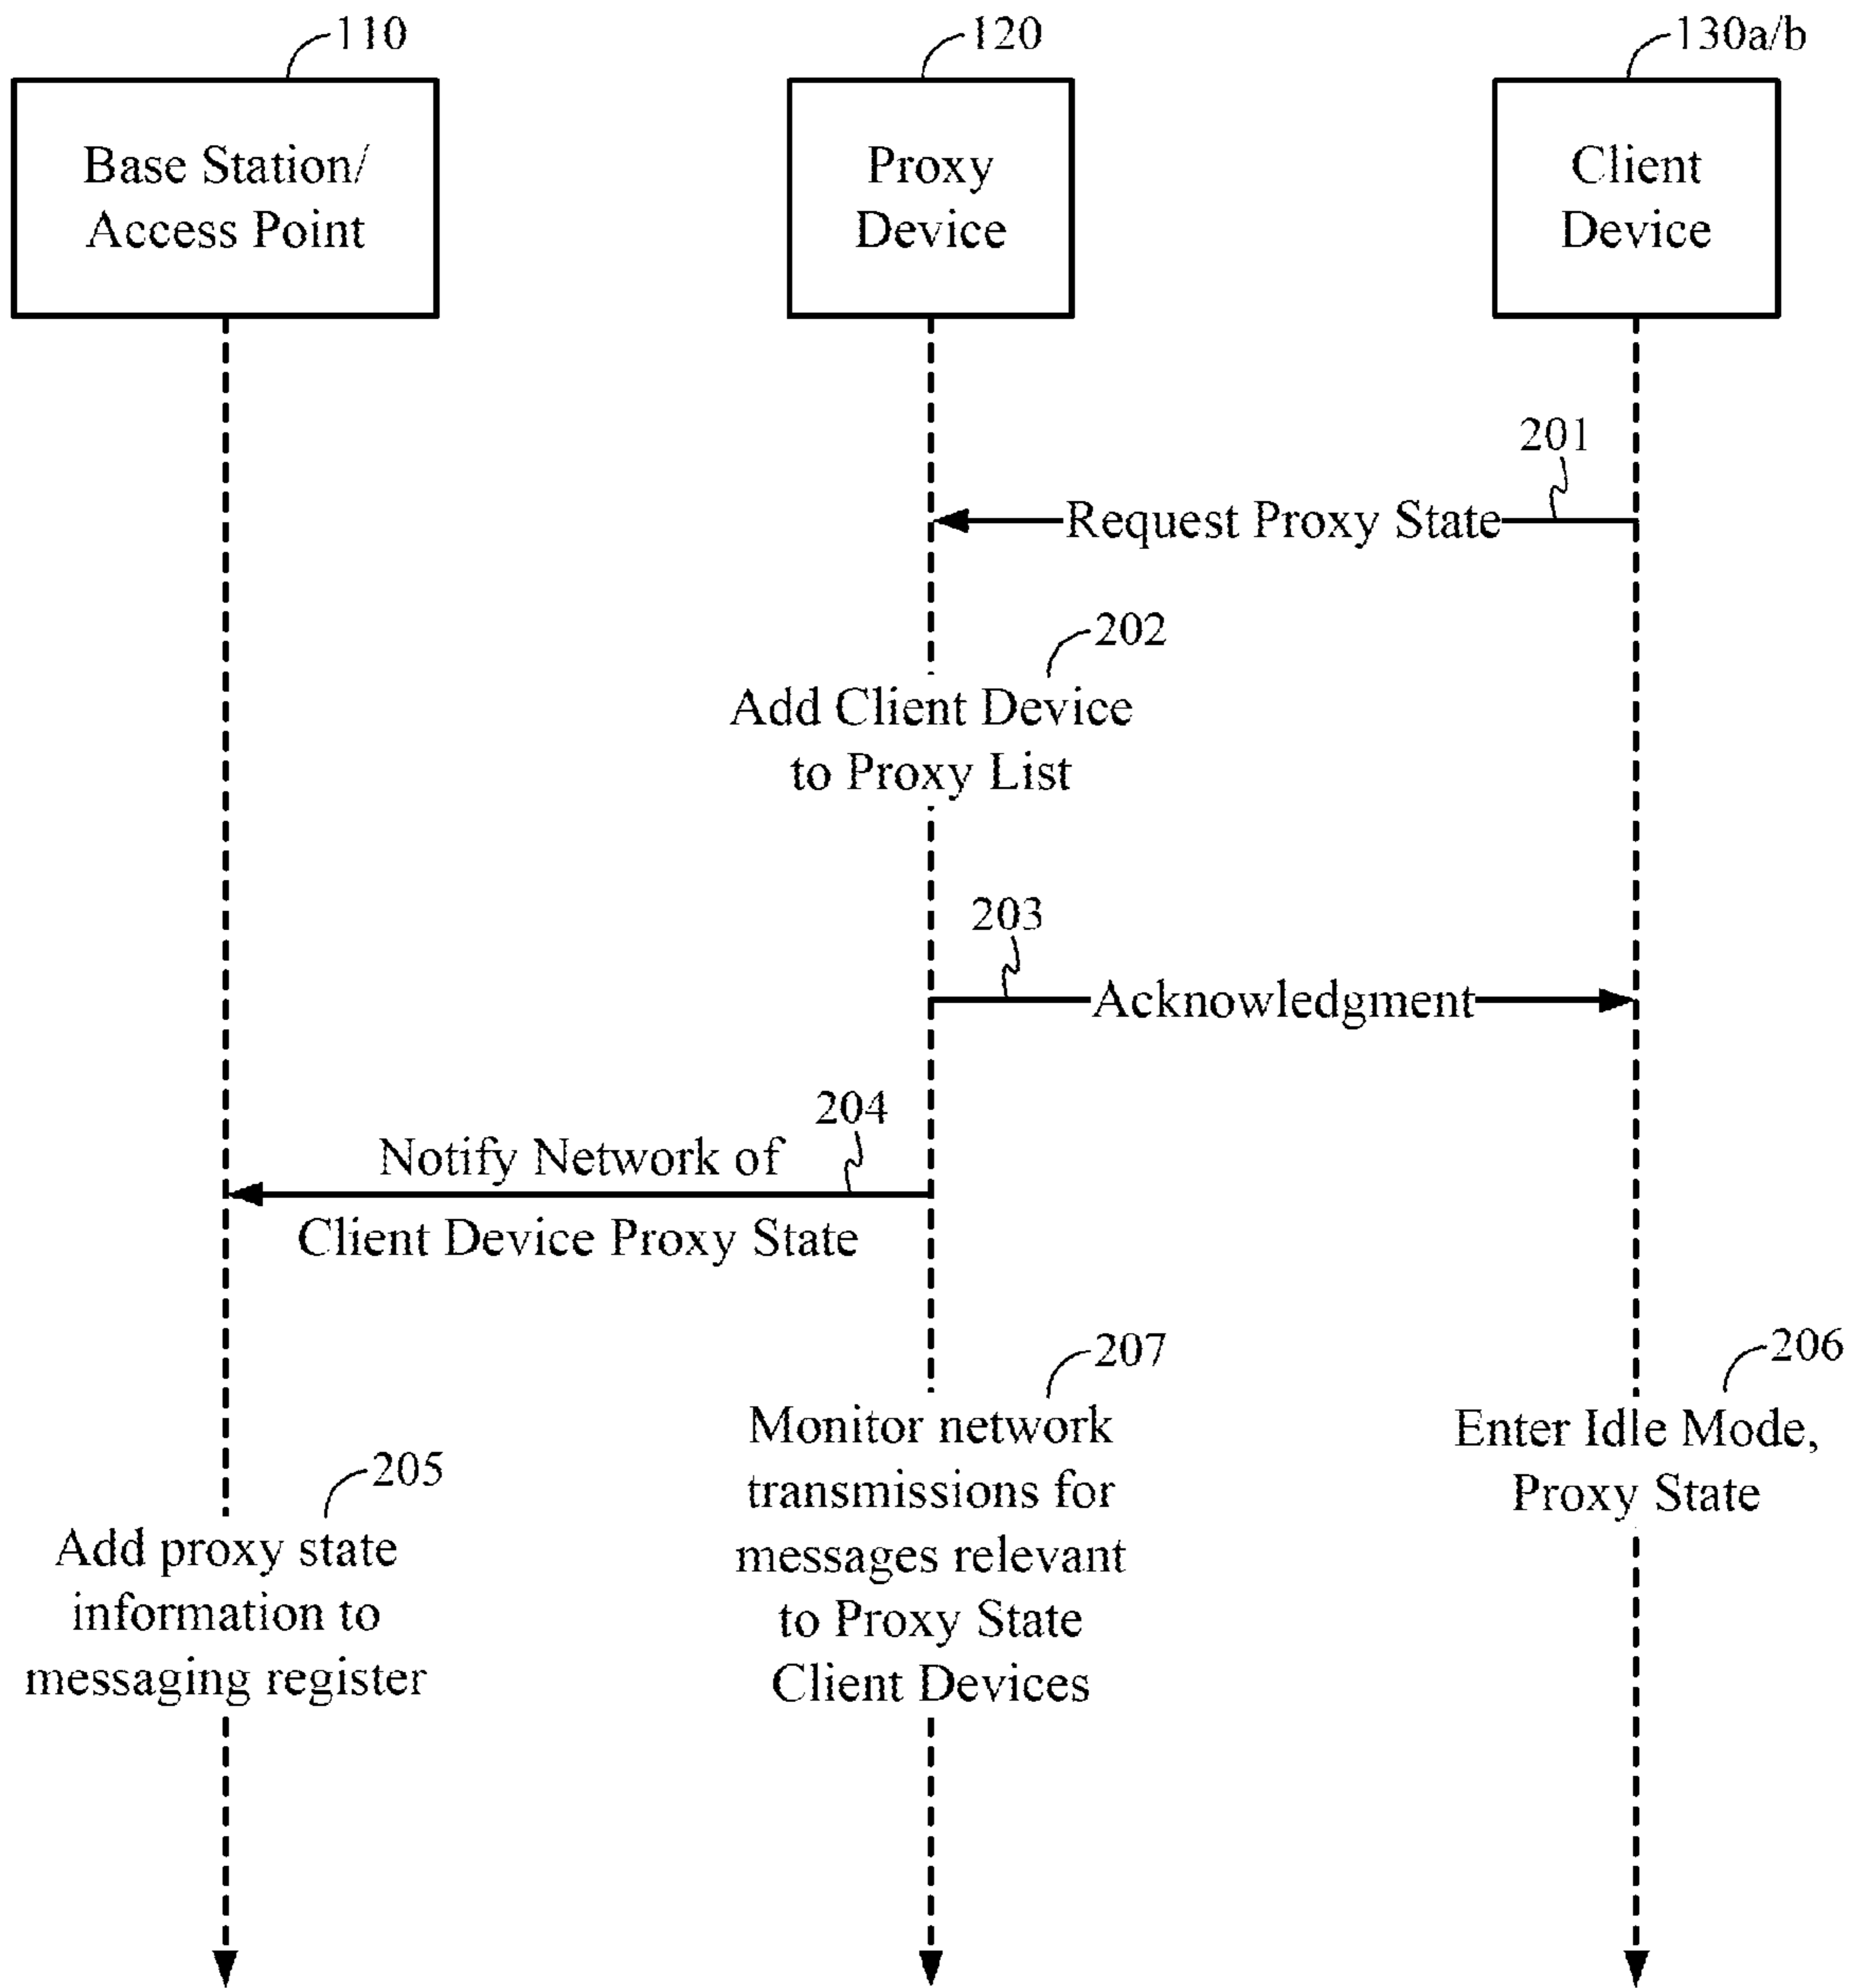 110
120
130a/b
Base Station/
Access Point
Proxy
Device
Client
Device
201
Request Proxy State
202
Add Client Device
to Proxy List
203
Acknowledgment
204
Notify Network of
Client Device Proxy State
207
206
Monitor network
transmissions for
messages relevant
to Proxy State
Client Devices
Enter Idle Mode,
Proxy State
205
Add proxy state
information to
messaging register